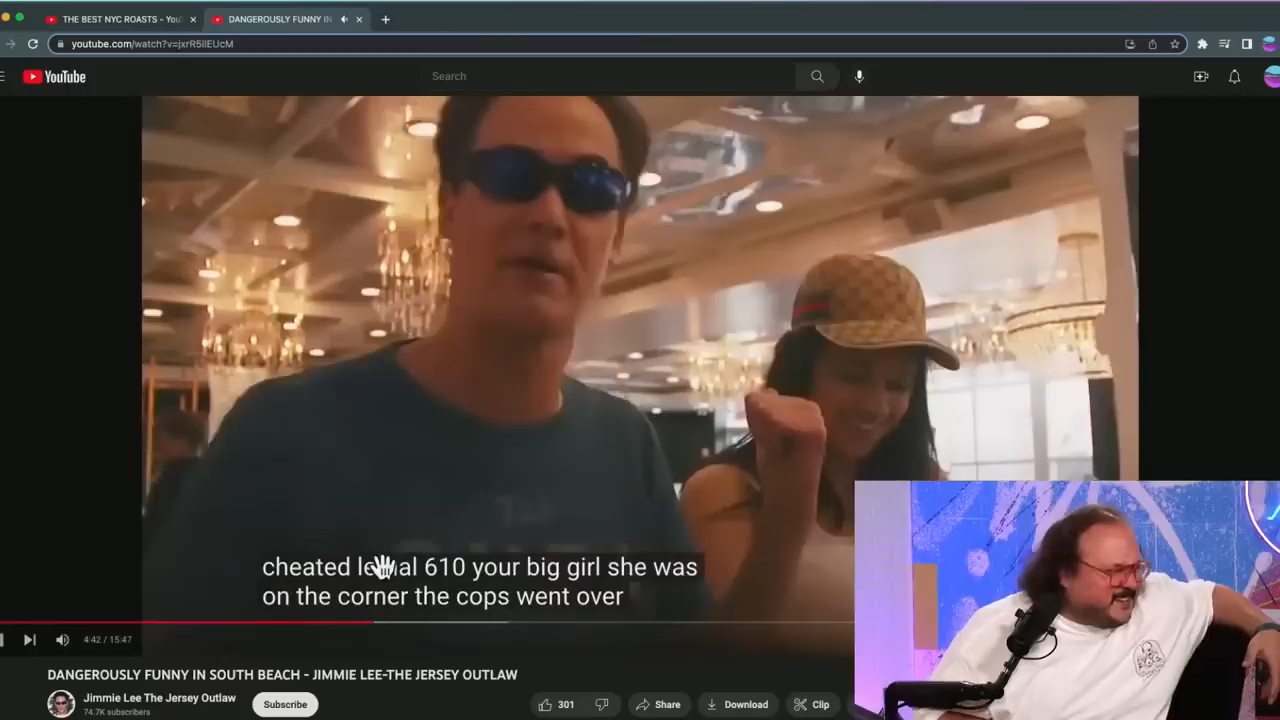 THE BEST NYC ROASTS - You
DANGEROUSLY FUNNY IN
youtube.com/watch?v=jxrR5ilEUcM
YouTube
Search
cheated
610 your big girl she was
on the corner the cops went over
4:42 / 15:47
DANGEROUSLY FUNNY IN SOUTH BEACH - JIMMIE LEE-THE JERSEY OUTLAW
Jimmie Lee The Jersey Outlaw
74.7K subscribers
Subscribe
301
Share
Download
Clip